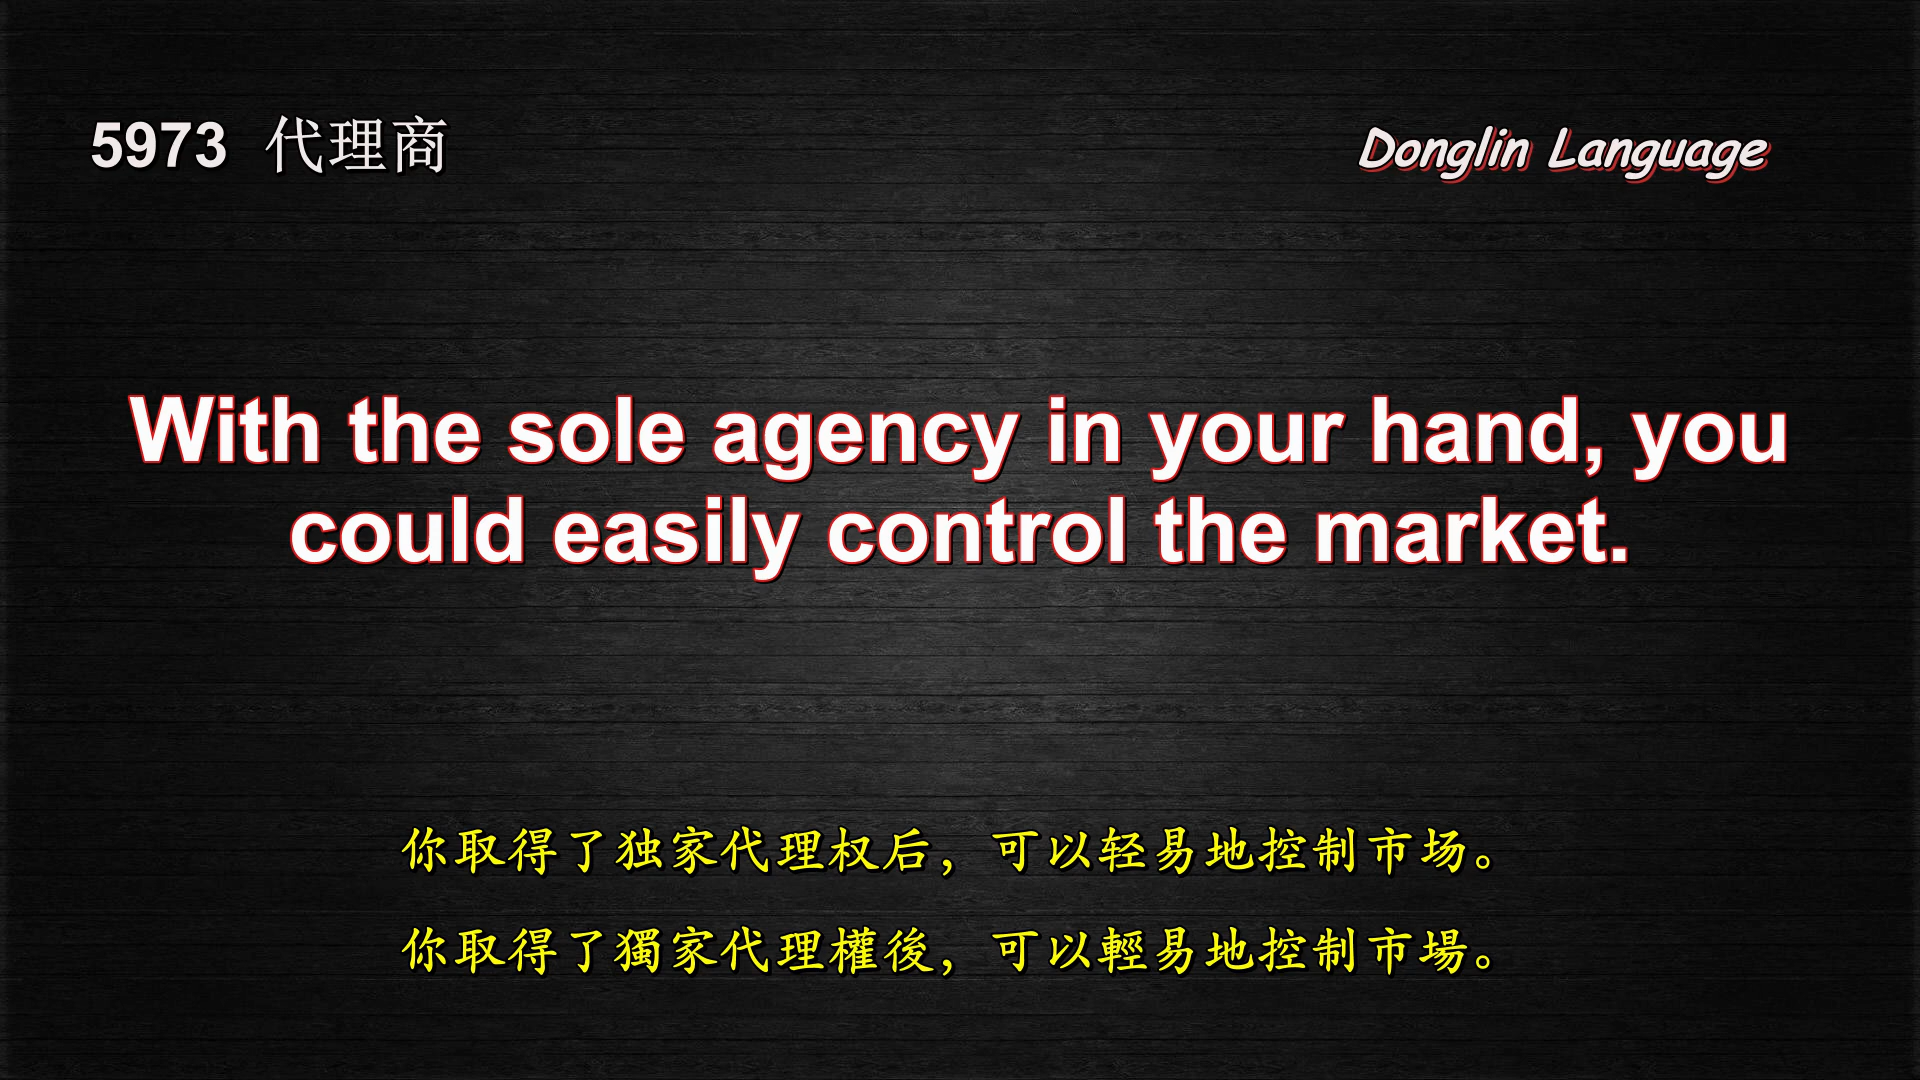 5973 代理商
Donglin Language
With the sole agency in your hand, you
could easily control the market.
你取得了独家代理权后，可以轻易地控制市场。
你取得了獨家代理權後，可以輕易地控制市場。